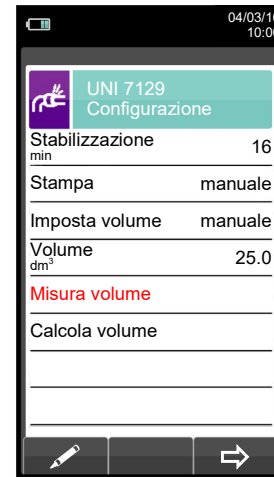 04/03/1
10:0
UNI 7129
Configurazione
Stabilizzazione 16
min
Stampa manuale
Imposta volume manuale
Volume 25.0
dm³
Misura volume
Calcola volume